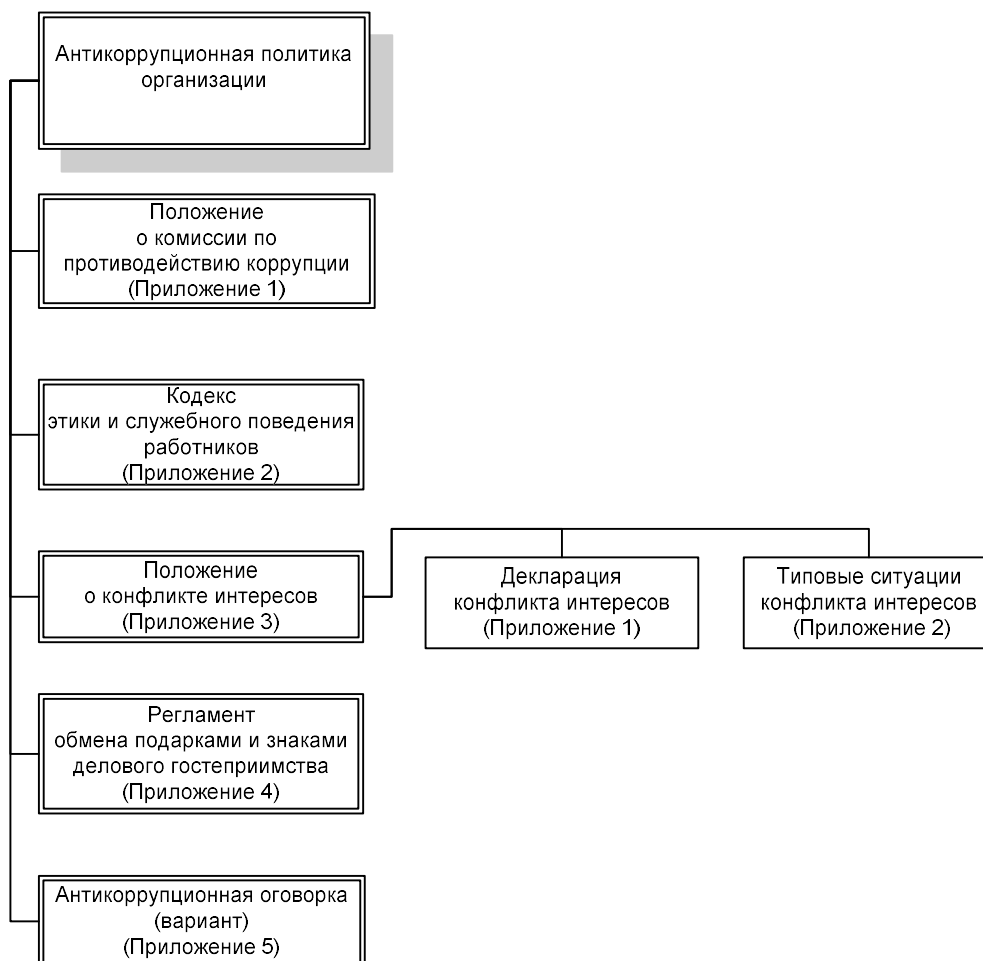 Антикоррупционная политика
организации
Положение
о комиссии по
противодействию коррупции
(Приложение 1)
Кодекс
этики и служебного поведения
работников
(Приложение 2)
Положение
о конфликте интересов
(Приложение 3)
Декларация
конфликта интересов
(Приложение 1)
Типовые ситуации
конфликта интересов
(Приложение 2)
Регламент
обмена подарками и знаками
делового гостеприимства
(Приложение 4)
Антикоррупционная оговорка
(вариант)
(Приложение 5)